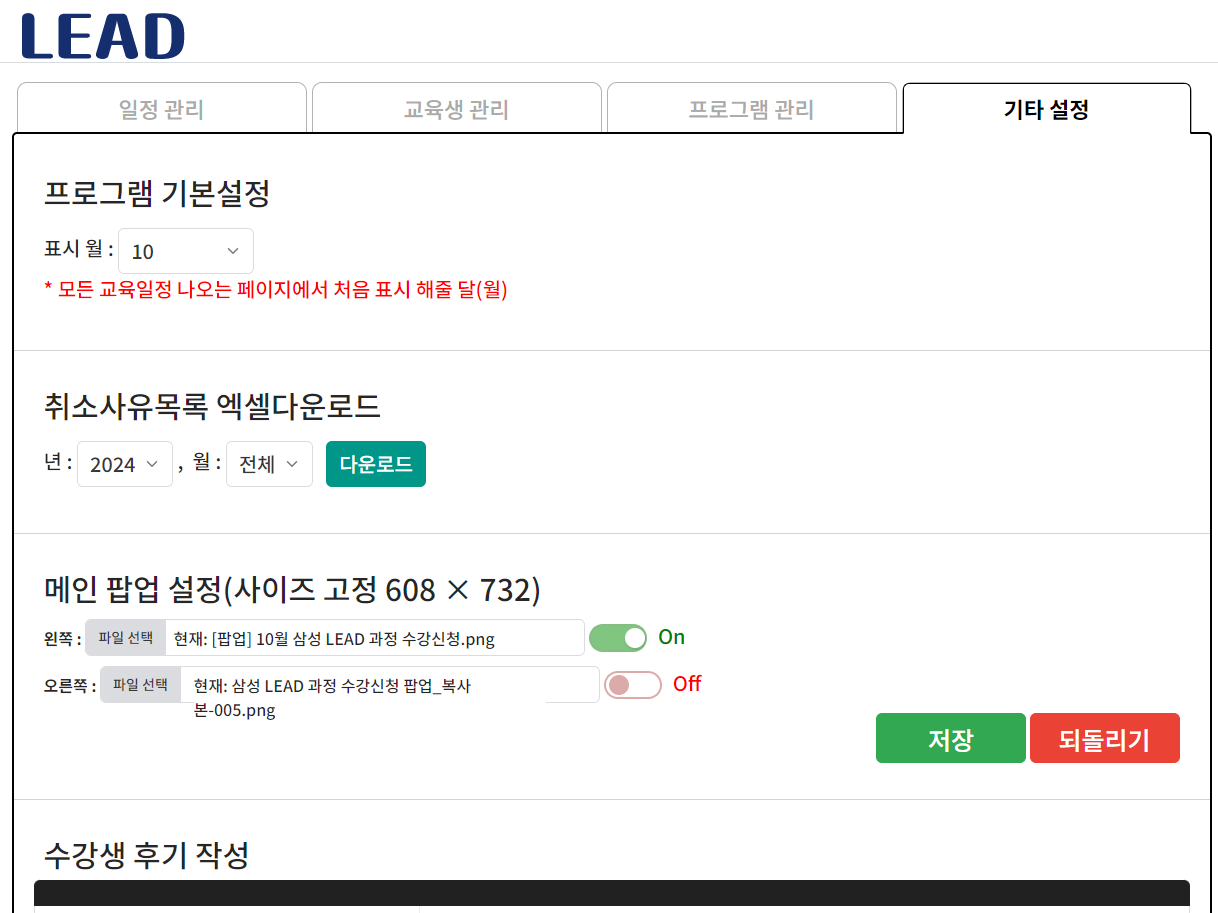 LEAD
일정 관리
교육생 관리
프로그램 관리
기타 설정
프로그램 기본설정
표시 월 : 10
* 모든 교육일정 나오는 페이지에서 처음 표시 해줄 달(월)
취소사유목록 엑셀다운로드
년 : 2024 , 월 : 전체 다운로드
메인 팝업 설정(사이즈 고정 608 × 732)
왼쪽 : 파일 선택 현재: [팝업] 10월 삼성 LEAD 과정 수강신청.png On
오른쪽 : 파일 선택 현재: 삼성 LEAD 과정 수강신청 팝업_복사
본-005.png
Off
저장 되돌리기
수강생 후기 작성